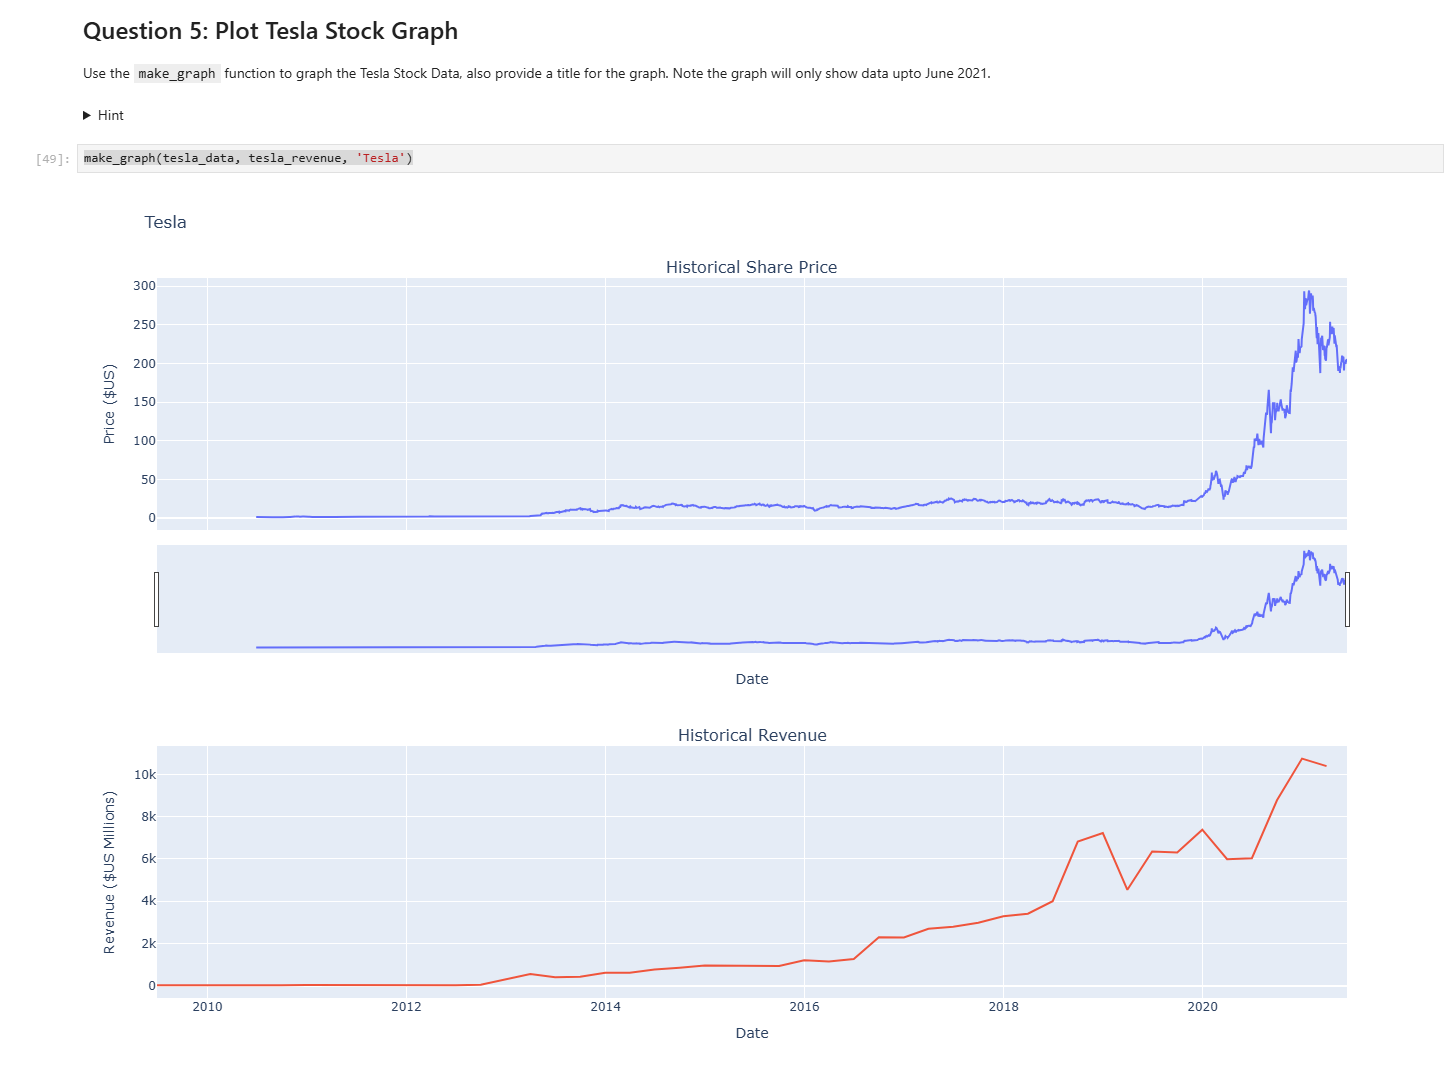 Question 5: Plot Tesla Stock Graph
Use the make_graph function to graph the Tesla Stock Data, also provide a title for the graph. Note the graph will only show data upto June 2021.
Hint
[49]: make_graph(tesla_data, tesla_revenue, 'Tesla')
Tesla
Historical Share Price
300
250
200
150
100
50
0
Price ($US)
Date
Historical Revenue
10k
8k
6k
4k
2k
0
Revenue ($US Millions)
2010 2012 2014 2016 2018 2020
Date